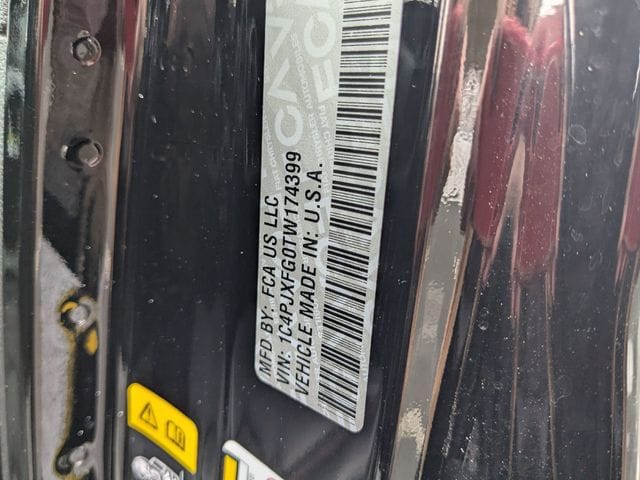 MFD BY: FCA US LLC
VIN: 1C4PJXFG0TW174399
VEHICLE MADE IN: U.S.A.